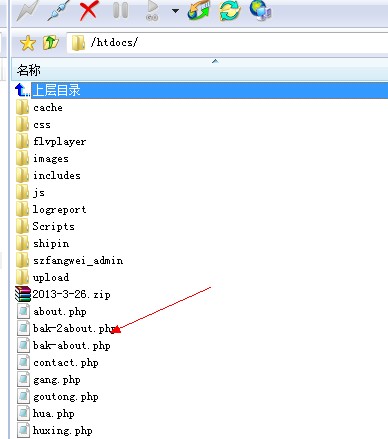 /htdocs/
名称
上层目录
cache
css
flvplayer
images
includes
js
logreport
Scripts
shipin
szfangwei_admin
upload
2013-3-26.zip
about.php
bak-2about.php
bak-about.php
contact.php
gang.php
goutong.php
hua.php
huxing.php